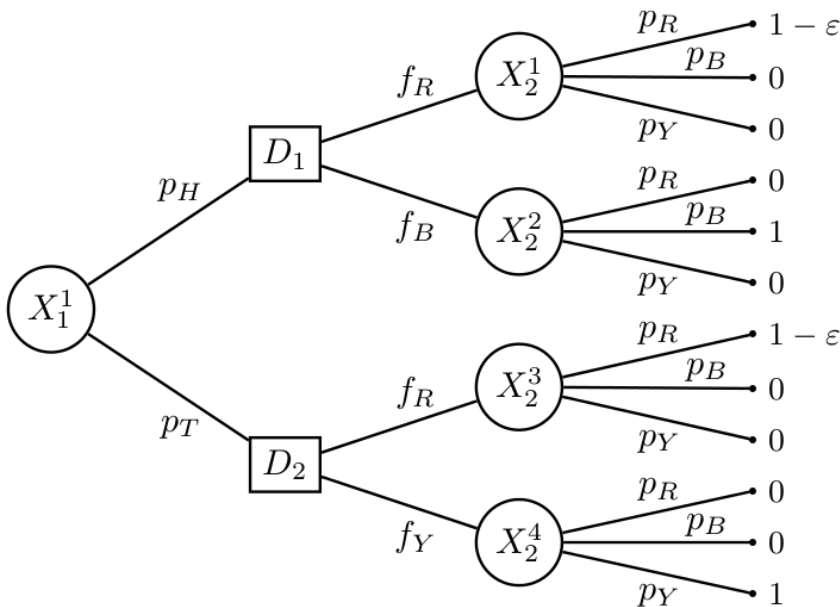 p_R 1 − ε
p_B 0
f_R X_2^1
p_Y 0
D_1
p_R 0
p_H
p_B 1
f_B X_2^2
p_Y 0
X_1^1
p_R 1 − ε
p_B 0
f_R X_2^3
p_T
p_Y 0
D_2
p_R 0
p_B 0
f_Y X_2^4
p_Y 1